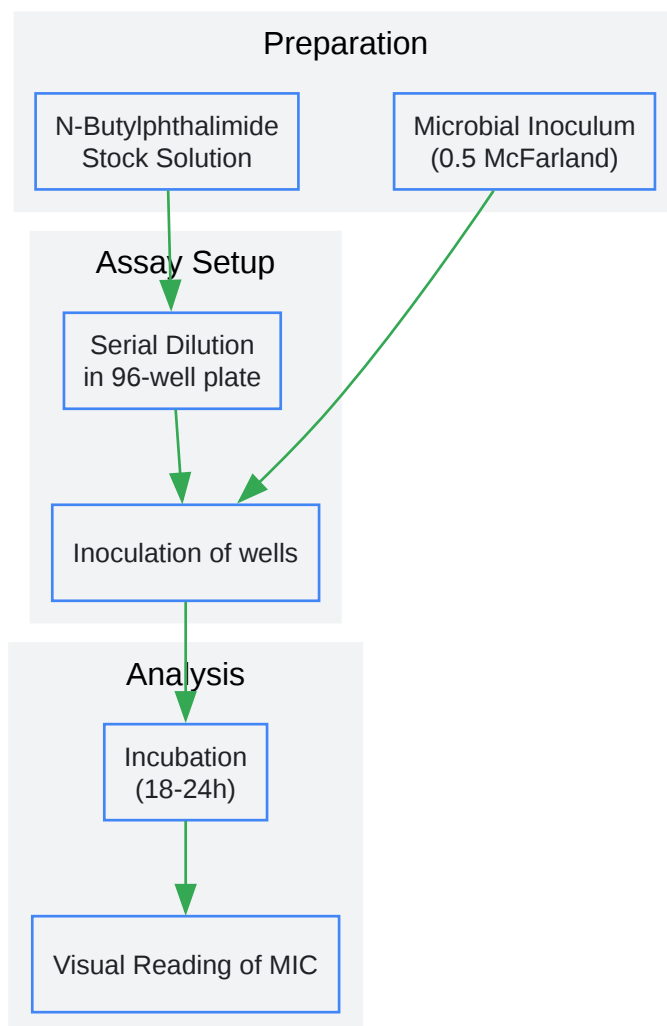 Preparation
N-Butylphthalimide
Stock Solution
Microbial Inoculum
(0.5 McFarland)
Assay Setup
Serial Dilution
in 96-well plate
Inoculation of wells
Analysis
Incubation
(18-24h)
Visual Reading of MIC